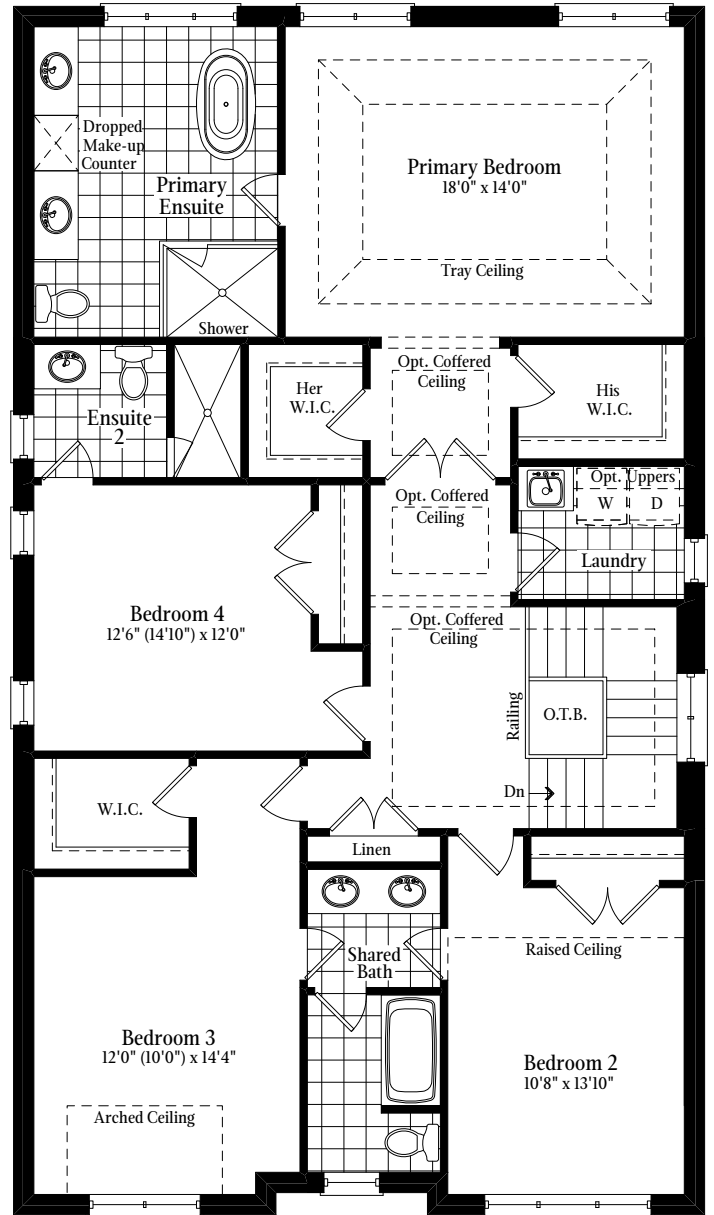 Dropped
Make-up
Counter
Primary
Ensuite
Shower
Primary Bedroom
18'0" x 14'0"
Tray Ceiling
Ensuite
2
Her
W.I.C.
Opt. Coffered
Ceiling
His
W.I.C.
Opt. Coffered
Ceiling
Opt. Uppers
W D
Laundry
Bedroom 4
12'6" (14'10") x 12'0"
Opt. Coffered
Ceiling
Railing
O.T.B.
Dn
W.I.C.
Linen
Shared
Bath
Raised Ceiling
Bedroom 3
12'0" (10'0") x 14'4"
Arched Ceiling
Bedroom 2
10'8" x 13'10"